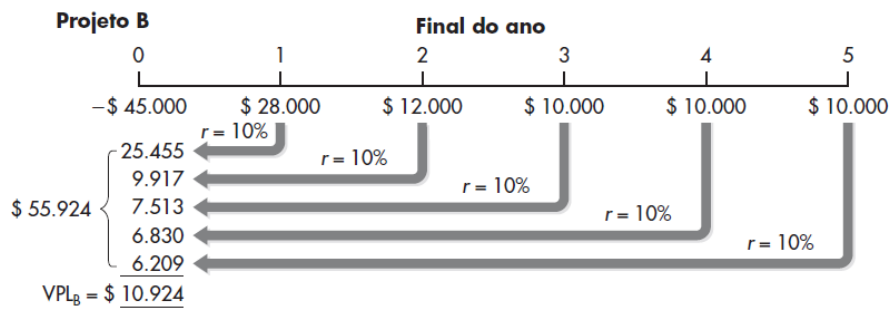 Projeto B
Final do ano
0 1 2 3 4 5
−$ 45.000 $ 28.000 $ 12.000 $ 10.000 $ 10.000 $ 10.000
r = 10%
25.455
r = 10%
9.917
r = 10%
$ 55.924 7.513
r = 10%
6.830
r = 10%
6.209
VPLB = $ 10.924